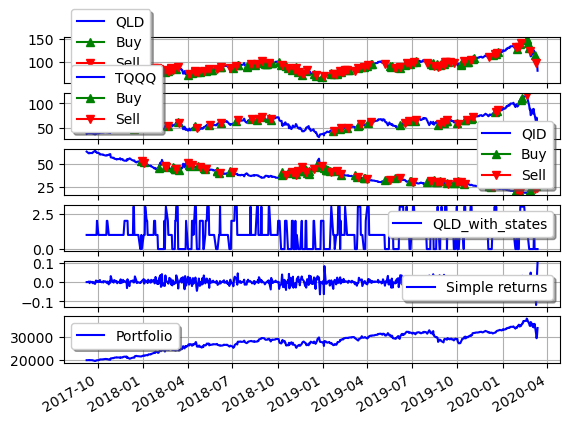 QLD
Buy
Sell
150
100
TQQQ
Buy
Sell
100
50
QID
Buy
Sell
50
25
QLD_with_states
2.5
0.0
Simple returns
0.1
0.0
−0.1
Portfolio
30000
20000
2017-10
2018-01
2018-04
2018-07
2018-10
2019-01
2019-04
2019-07
2019-10
2020-01
2020-04